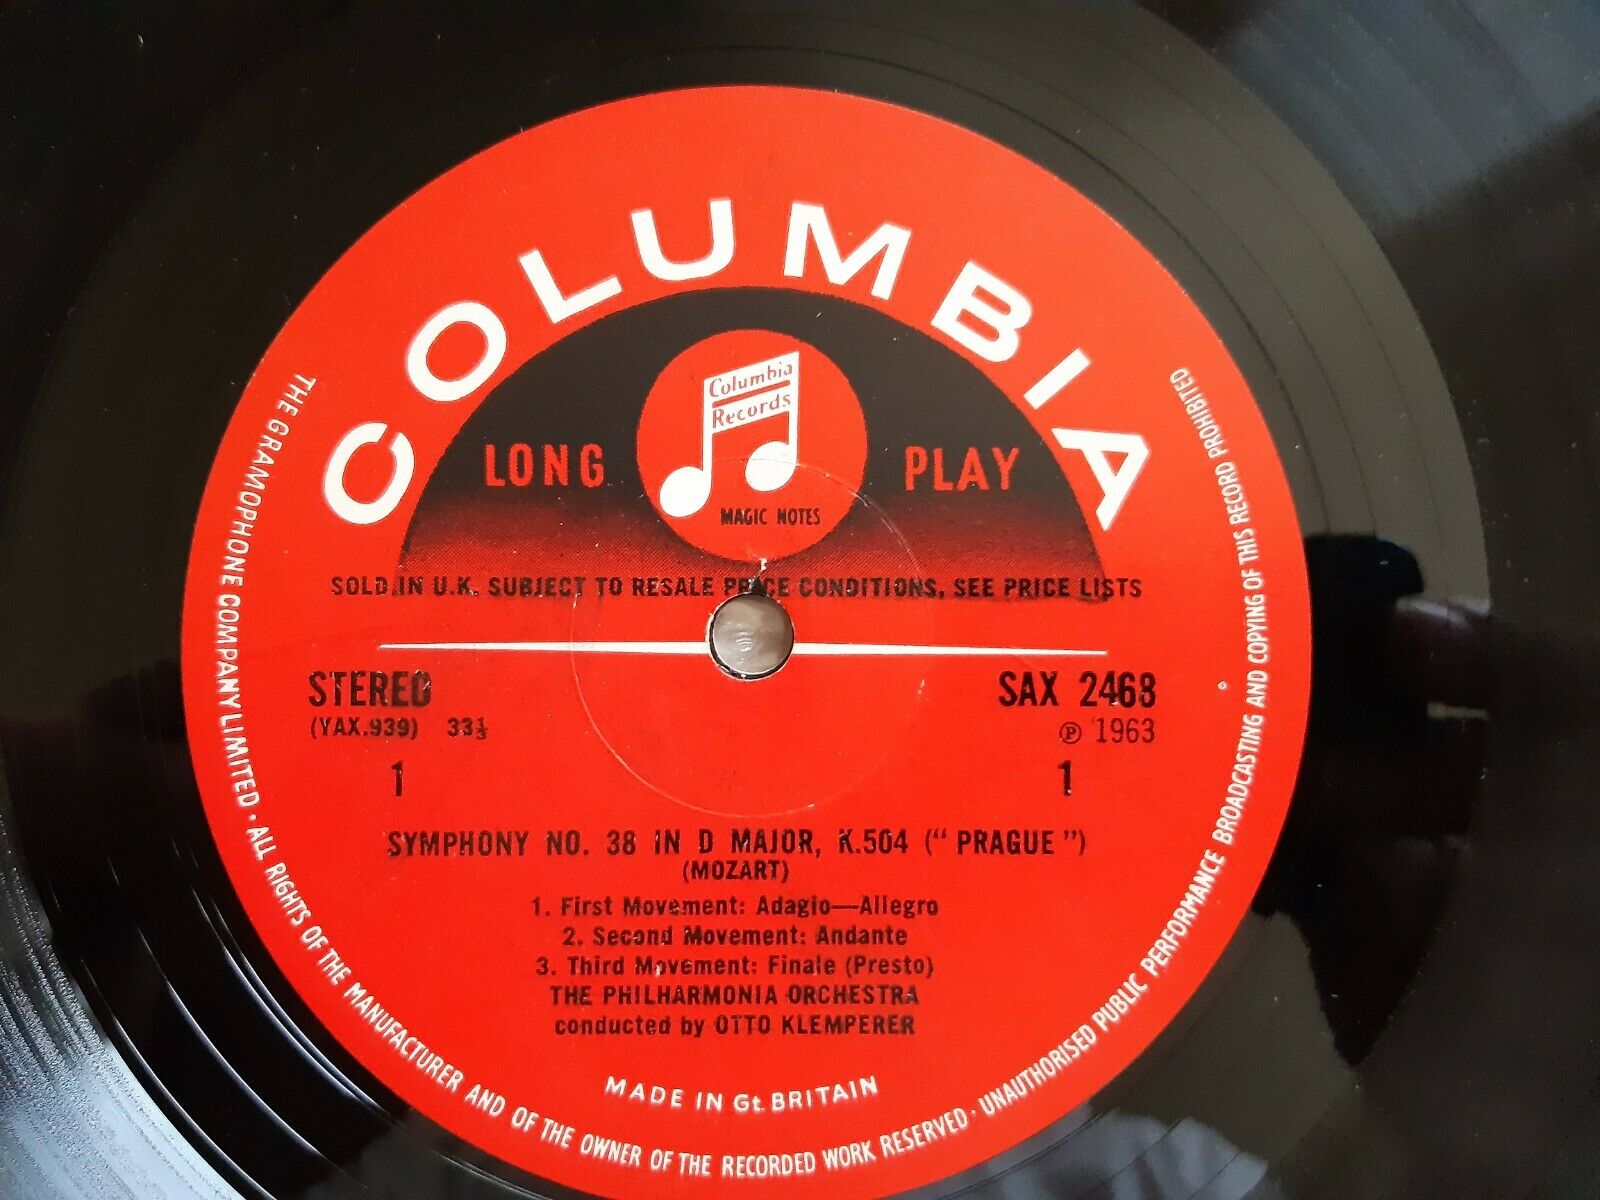 COLUMBIA
Columbia
Records
LONG PLAY
MAGIC NOTES
SOLD IN U.K. SUBJECT TO RESALE PRICE CONDITIONS, SEE PRICE LISTS
STEREO SAX 2468
(YAX.939) 33⅓ ℗ 1963
1 1
SYMPHONY NO. 38 IN D MAJOR, K.504 (“PRAGUE”)
(MOZART)
1. First Movement: Adagio—Allegro
2. Second Movement: Andante
3. Third Movement: Finale (Presto)
THE PHILHARMONIA ORCHESTRA
conducted by OTTO KLEMPERER
MADE IN Gt. BRITAIN
THE GRAMOPHONE COMPANY LIMITED · ALL RIGHTS OF THE MANUFACTURER AND OF THE OWNER OF THE RECORDED WORK RESERVED · UNAUTHORISED PUBLIC PERFORMANCE BROADCASTING AND COPYING OF THIS RECORD PROHIBITED